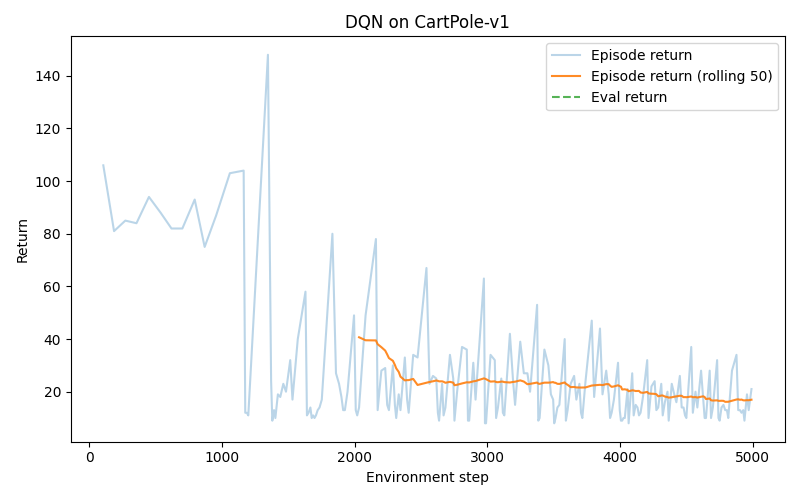 DQN on CartPole-v1
Episode return
Episode return (rolling 50)
Eval return
Return
140
120
100
80
60
40
20
0
1000
2000
3000
4000
5000
Environment step